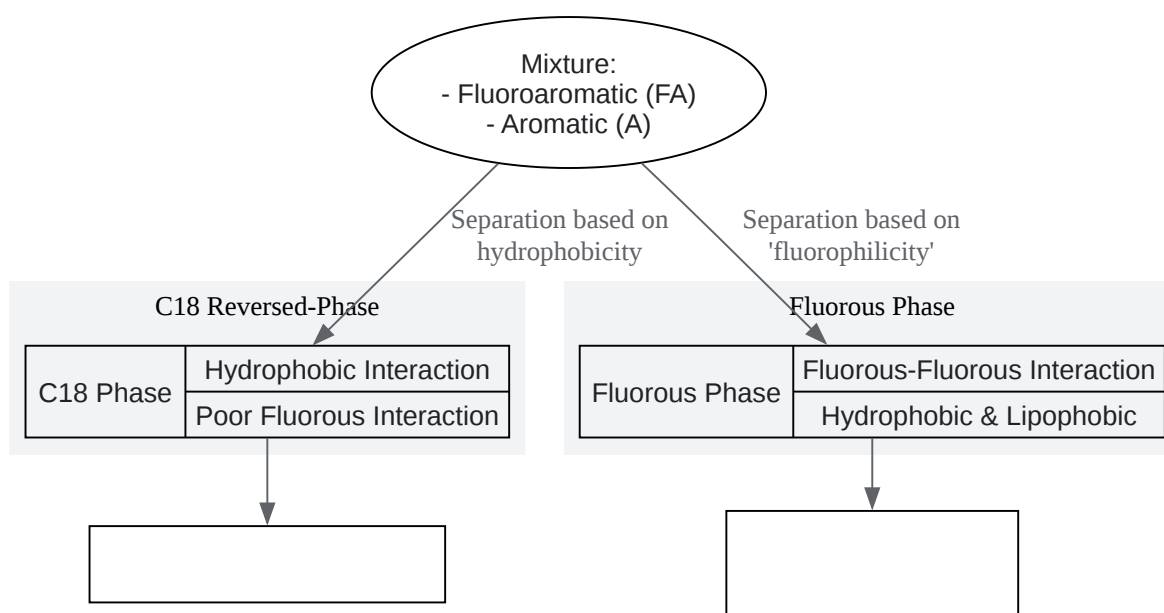 Mixture:
- Fluoroaromatic (FA)
- Aromatic (A)
Separation based on
hydrophobicity
Separation based on
'fluorophilicity'
C18 Reversed-Phase
C18 Phase
Hydrophobic Interaction
Poor Fluorous Interaction
Fluorous Phase
Fluorous Phase
Fluorous-Fluorous Interaction
Hydrophobic & Lipophobic